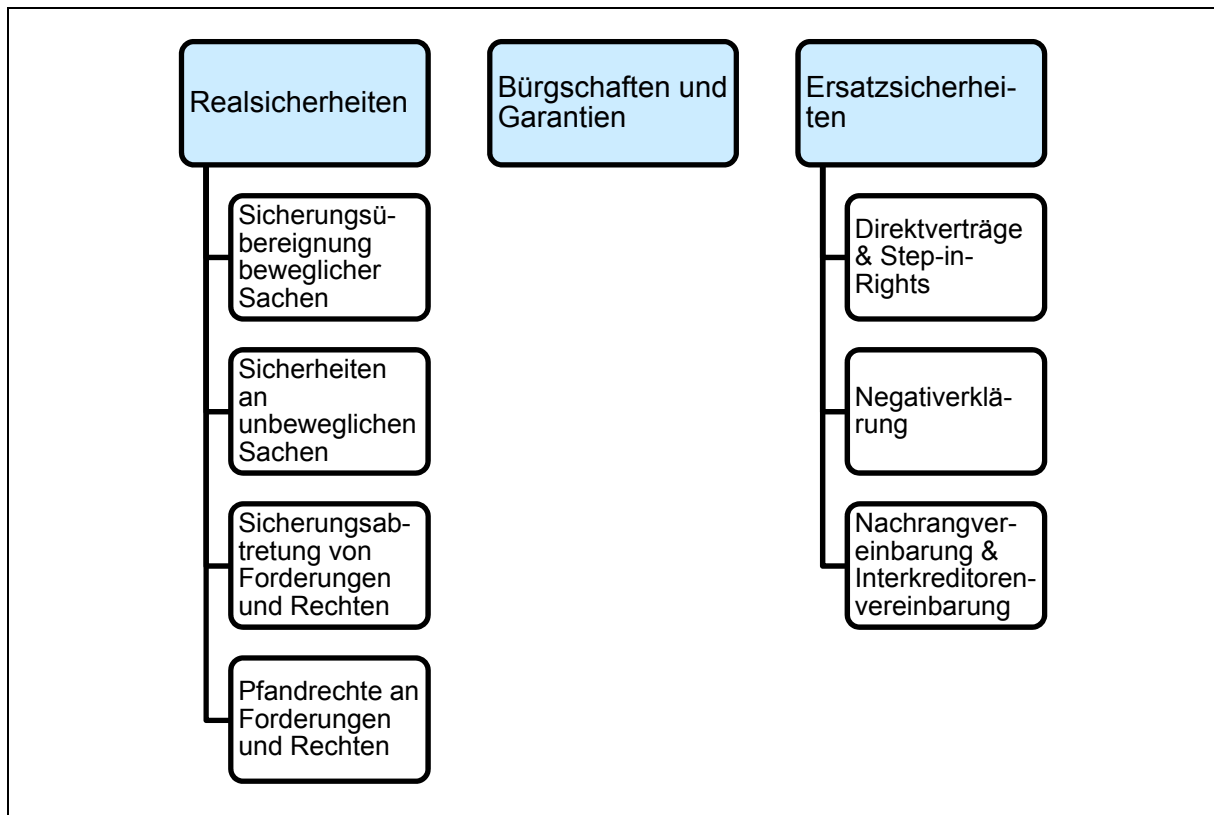 Realsicherheiten
Sicherungsü-
bereignung
beweglicher
Sachen
Sicherheiten
an
unbeweglichen
Sachen
Sicherungsab-
tretung von
Forderungen
und Rechten
Pfandrechte an
Forderungen
und Rechten
Bürgschaften und
Garantien
Ersatzsicherhei-
ten
Direktverträge
& Step-in-
Rights
Negativerklä-
rung
Nachrangver-
einbarung &
Interkreditoren-
vereinbarung